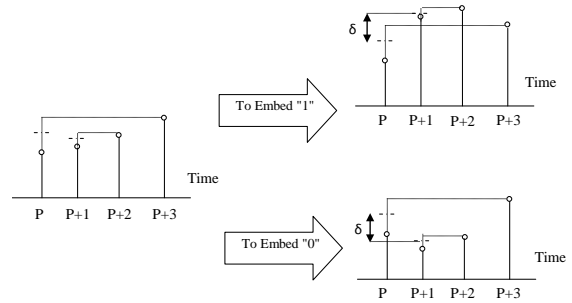 δ
Time
P P+1 P+2 P+3
To Embed "1"
Time
P P+1 P+2 P+3
To Embed "0"
δ
Time
P P+1 P+2 P+3